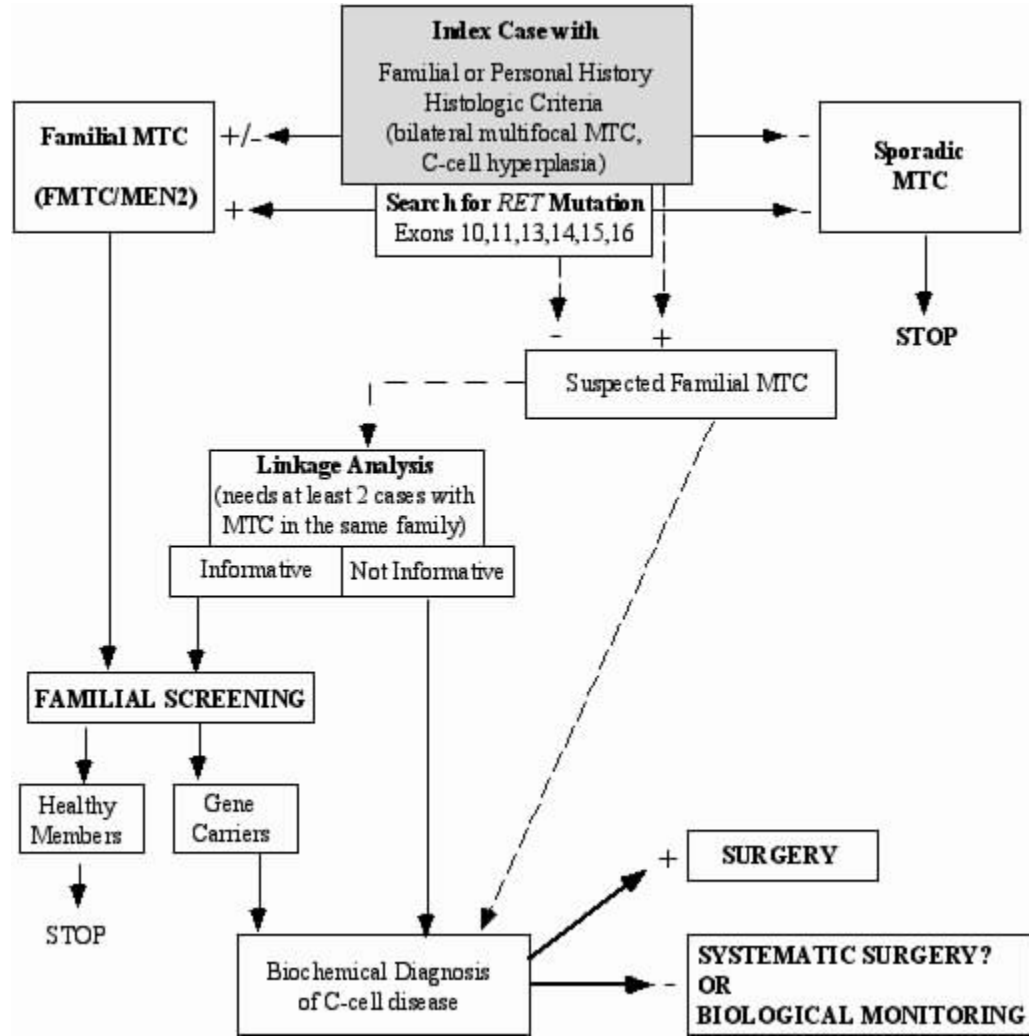 Index Case with
Familial or Personal History
Histologic Criteria
(bilateral multifocal MTC,
C-cell hyperplasia)
Familial MTC
(FMTC/MEN2)
+/-
+
-
-
Sporadic
MTC
Search for RET Mutation
Exons 10,11,13,14,15,16
STOP
-
+
Suspected Familial MTC
Linkage Analysis
(needs at least 2 cases with
MTC in the same family)
Informative
Not Informative
FAMILIAL SCREENING
Healthy
Members
Gene
Carriers
STOP
Biochemical Diagnosis
of C-cell disease
+
SURGERY
-
SYSTEMATIC SURGERY?
OR
BIOLOGICAL MONITORING